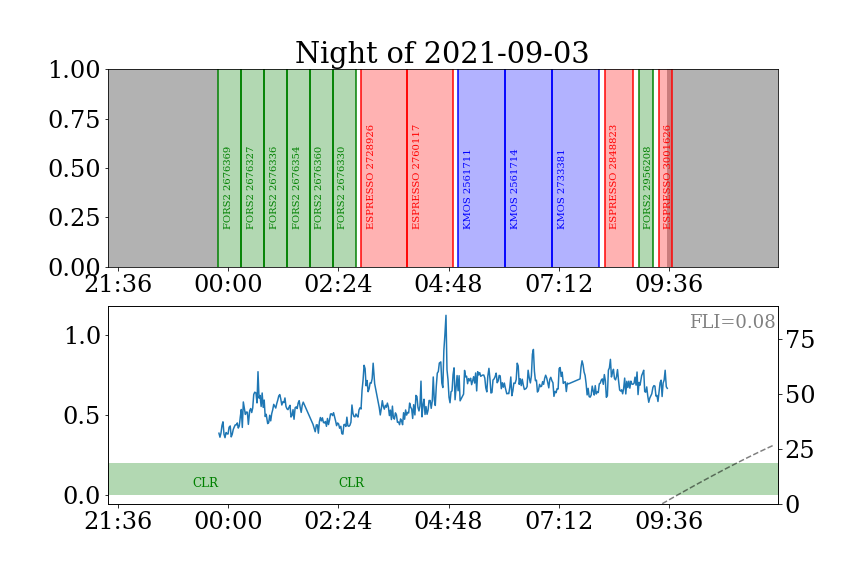 Night of 2021-09-03
1.00
0.75
0.50
0.25
0.00
FORS2 2676369
FORS2 2676327
FORS2 2676336
FORS2 2676354
FORS2 2676360
FORS2 2676330
ESPRESSO 2728926
ESPRESSO 2760117
KMOS 2561711
KMOS 2561714
KMOS 2733381
ESPRESSO 2848823
FORS2 2956208
ESPRESSO 3001626
21:36 00:00 02:24 04:48 07:12 09:36
FLI=0.08
1.0
0.5
0.0
75
50
25
0
CLR CLR
21:36 00:00 02:24 04:48 07:12 09:36